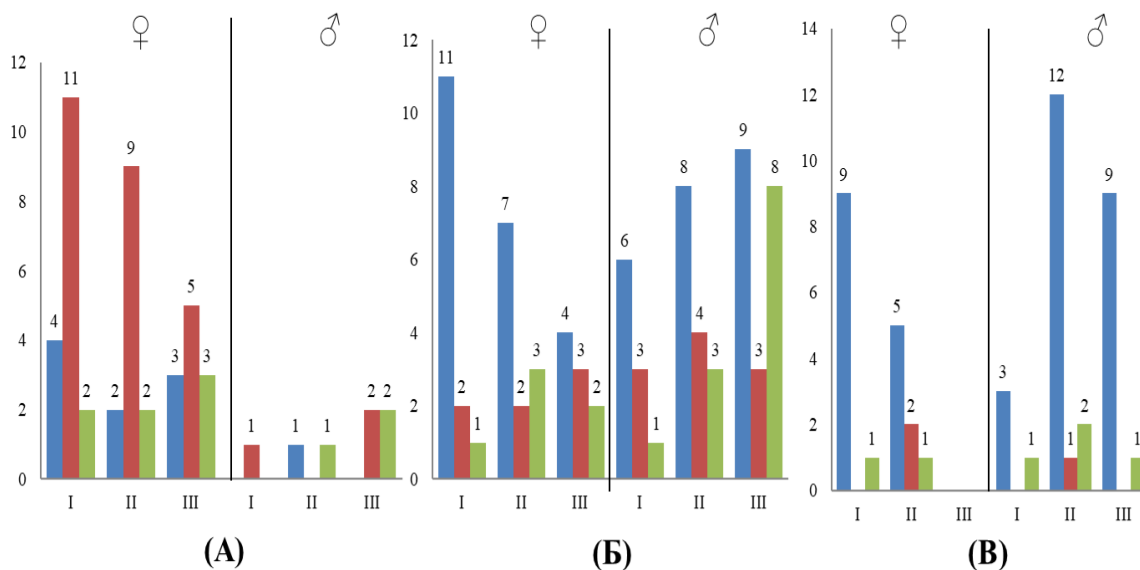 ♀ ♂
12
10
8
6
4
2
0
4 11 2 2 9 2 3 5 3 1 1 1 2 2
I II III I II III
(А)
♀ ♂
12
10
8
6
4
2
0
11 2 1 7 2 3 4 3 2 6 3 1 8 4 3 9 3 8
I II III I II III
(Б)
♀ ♂
14
12
10
8
6
4
2
0
9 1 5 2 1 3 1 12 1 2 9 1
I II III I II III
(В)